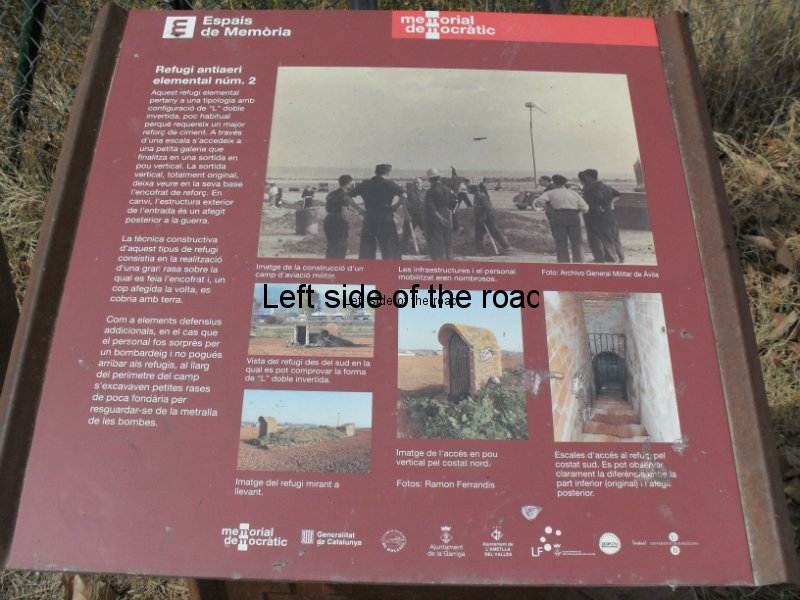 Espais
de Memòria
memorial
democràtic
Refugi antiaeri
elemental núm. 2
Aquest refugi elemental
pertany a una tipologia amb
configuració de "L" doble
invertida, poc habitual
perquè requereix un major
reforç de ciment. A través
d'una escala s'accedeix a
una petita galeria que
finalitza en una sortida en
pou vertical. La sortida
vertical, totalment original,
deixa veure en la seva base
l'encofrat de reforç. En
canvi, l'estructura exterior
de l'entrada és un afegit
a la guerra.
La tècnica constructiva
d'aquest tipus de refugi
consistia en la realització
d'una gran rasa sobre la
qual es feia l'encofrat i, un
cop afegida la volta, es
cobria amb terra.
Com a elements defensius
addicionals, en el cas que
el personal fos sorprès per
un bombardeig i no pogués
arribar als refugis, al llarg
del perímetre del camp
s'excavaven petites rases
de poca fondària per
resguardar-se de la metralla
de les bombes.
Imatge de la construcció d'un
camp d'aviació militar.
Les infraestructures i el personal
mobilitzat eren nombrosos.
Foto: Archivo General Militar de Ávila
Left side of the road
Left side of the road
Vista del refugi des del sud en la
qual es pot comprovar la forma
de "L" doble invertida.
Imatge del refugi mirant a
llevant.
Imatge de l'accés en pou
vertical pel costat nord.
Fotos: Ramon Ferrandis
Escales d'accés al refugi pel
costat sud. Es pot observar
clarament la diferència entre la
part inferior (original) i l'afegit
posterior.
memorial
democràtic
Generalitat
de Catalunya
Ajuntament
de la Garriga
Ajuntament de
L'AMETLLA
DEL VALLÈS
LF